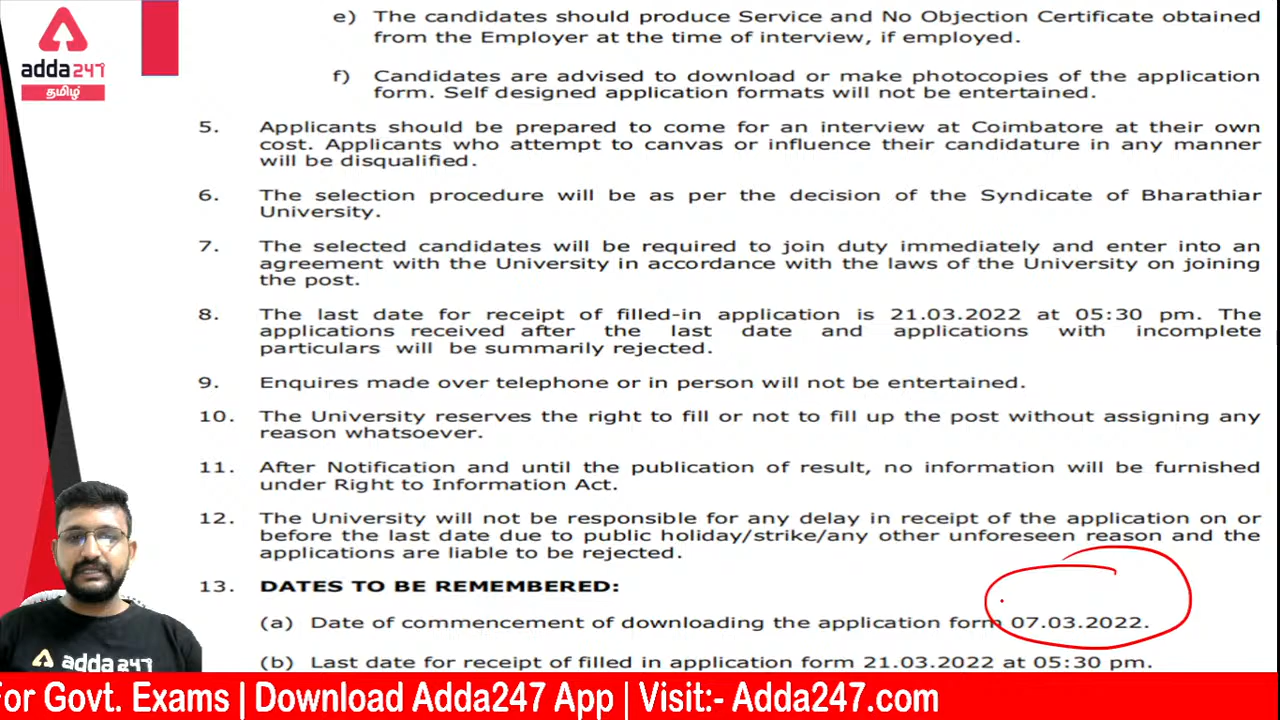 adda247
தமிழ்
e) The candidates should produce Service and No Objection Certificate obtained
from the Employer at the time of interview, if employed.
f) Candidates are advised to download or make photocopies of the application
form. Self designed application formats will not be entertained.
5. Applicants should be prepared to come for an interview at Coimbatore at their own
cost. Applicants who attempt to canvas or influence their candidature in any manner
will be disqualified.
6. The selection procedure will be as per the decision of the Syndicate of Bharathiar
University.
7. The selected candidates will be required to join duty immediately and enter into an
agreement with the University in accordance with the laws of the University on joining
the post.
8. The last date for receipt of filled-in application is 21.03.2022 at 05:30 pm. The
applications received after the last date and applications with incomplete
particulars will be summarily rejected.
9. Enquires made over telephone or in person will not be entertained.
10. The University reserves the right to fill or not to fill up the post without assigning any
reason whatsoever.
11. After Notification and until the publication of result, no information will be furnished
under Right to Information Act.
12. The University will not be responsible for any delay in receipt of the application on or
before the last date due to public holiday/strike/any other unforeseen reason and the
applications are liable to be rejected.
13. DATES TO BE REMEMBERED:
(a) Date of commencement of downloading the application form 07.03.2022.
(b) Last date for receipt of filled in application form 21.03.2022 at 05:30 pm.
adda247
For Govt. Exams | Download Adda247 App | Visit:- Adda247.com